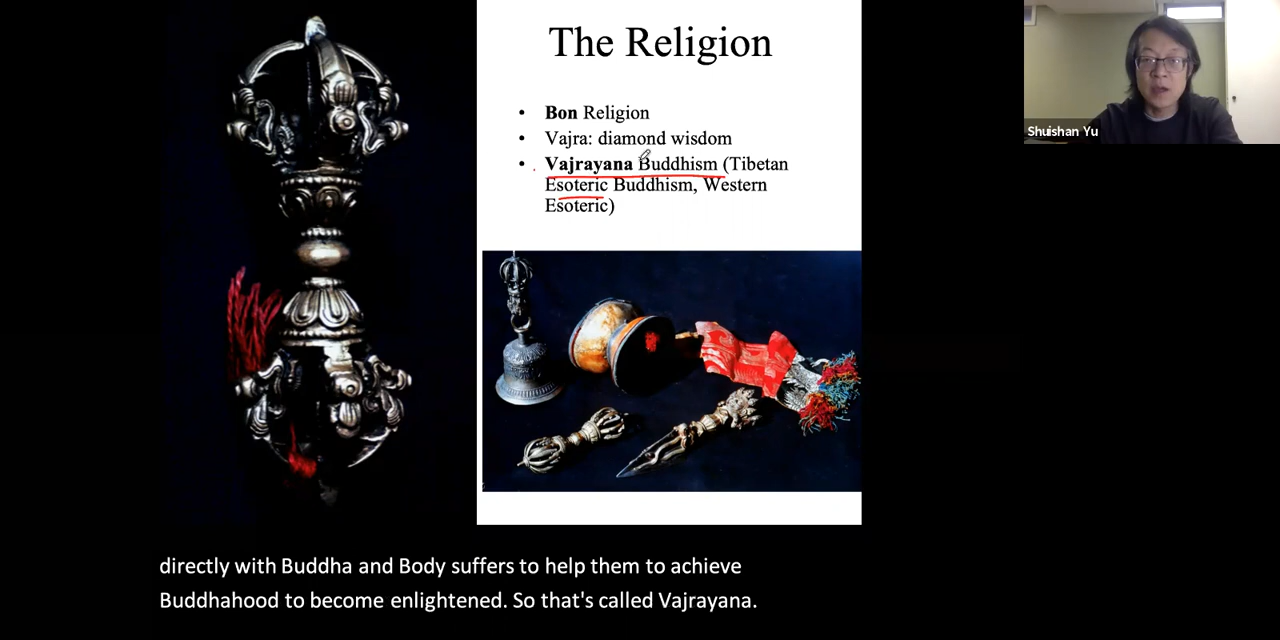 The Religion
• Bon Religion
• Vajra: diamond wisdom
• Vajrayana Buddhism (Tibetan
Esoteric Buddhism, Western
Esoteric)
Shuishan Yu
directly with Buddha and Body suffers to help them to achieve
Buddhahood to become enlightened. So that's called Vajrayana.